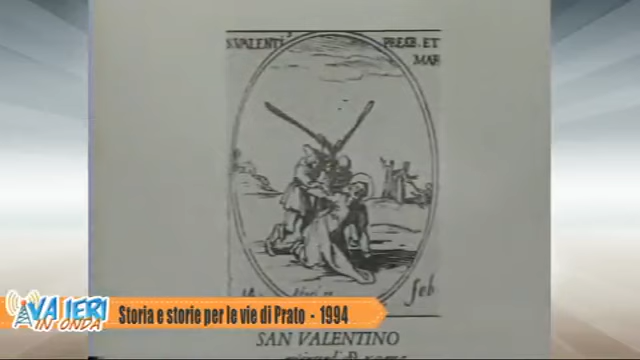 S. VALENTI
PRESB. ET
MAR
feb
VA IERI
IN ONDA
Storia e storie per le vie di Prato - 1994
SAN VALENTINO